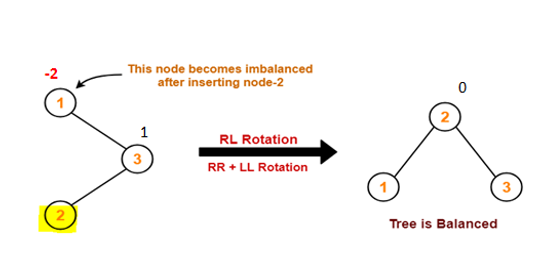 -2
This node becomes imbalanced
after inserting node-2
1
1
3
2
RL Rotation
RR + LL Rotation
0
2
1
3
Tree is Balanced